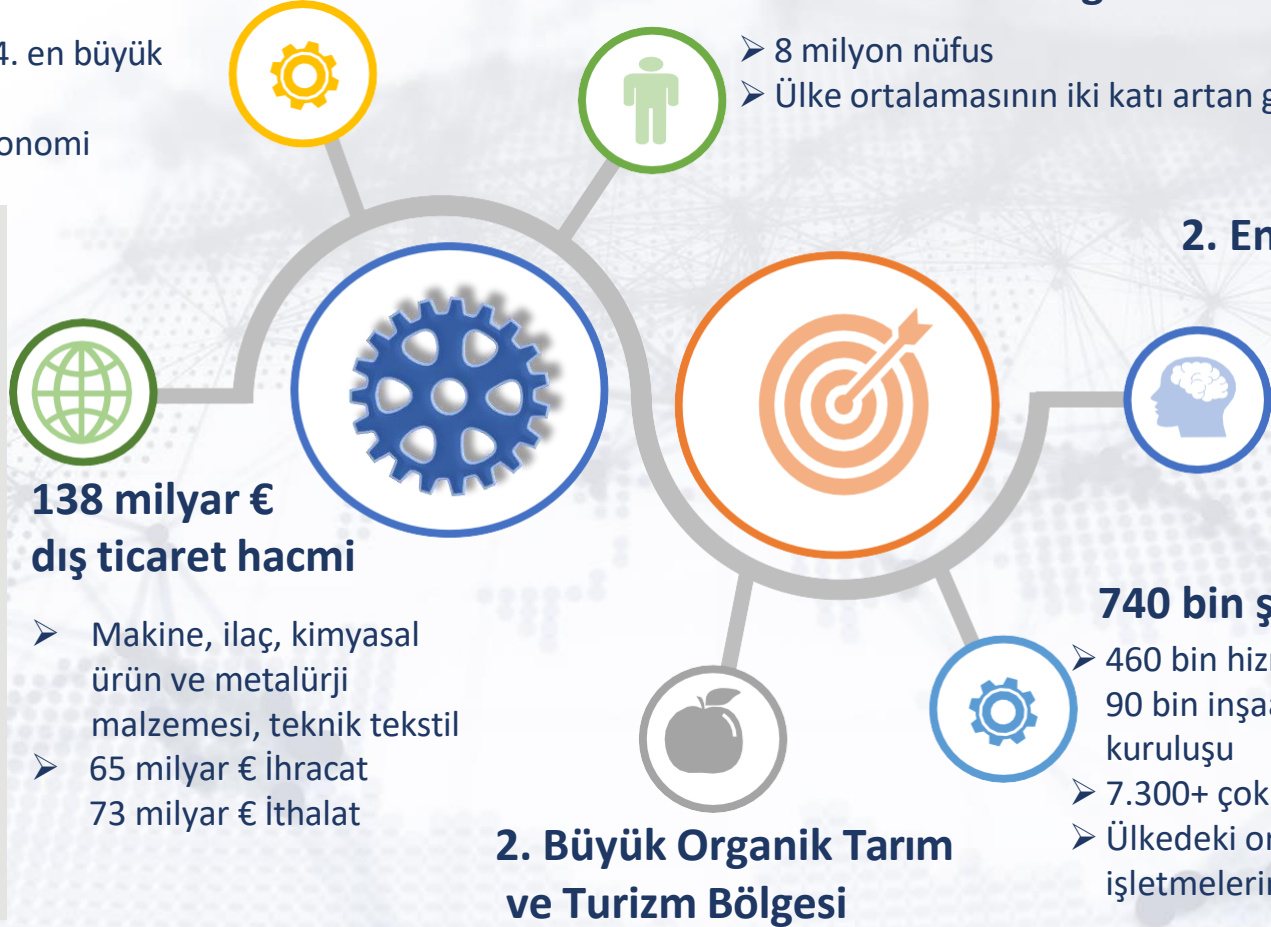 4. en büyük
onomi
➢ 8 milyon nüfus
➢ Ülke ortalamasının iki katı artan
2. En
138 milyar €
dış ticaret hacmi
➢ Makine, ilaç, kimyasal
ürün ve metalürji
malzemesi, teknik tekstil
➢ 65 milyar € İhracat
73 milyar € İthalat
2. Büyük Organik Tarım
ve Turizm Bölgesi
740 bin ş
➢ 460 bin hiz
90 bin inşa
kuruluşu
➢ 7.300+ çok
➢ Ülkedeki or
işletmeleri